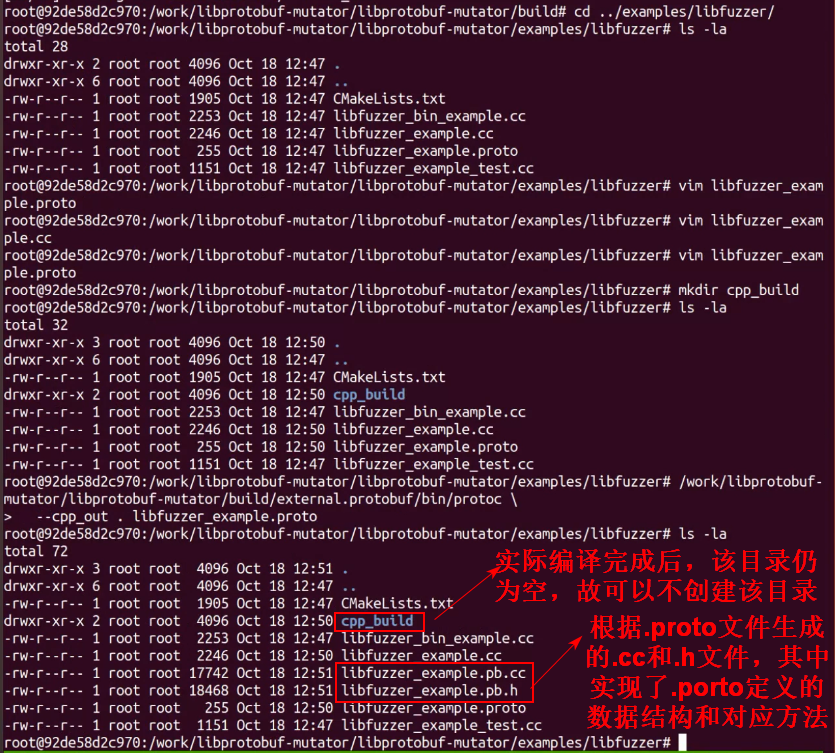 root@92de58d2c970:/work/libprotobuf-mutator/libprotobuf-mutator/build# cd ../examples/libfuzzer/
root@92de58d2c970:/work/libprotobuf-mutator/libprotobuf-mutator/examples/libfuzzer# ls -la
total 28
drwxr-xr-x 2 root root 4096 Oct 18 12:47 .
drwxr-xr-x 6 root root 4096 Oct 18 12:47 ..
-rw-r--r-- 1 root root 1905 Oct 18 12:47 CMakeLists.txt
-rw-r--r-- 1 root root 2253 Oct 18 12:47 libfuzzer_bin_example.cc
-rw-r--r-- 1 root root 2246 Oct 18 12:47 libfuzzer_example.cc
-rw-r--r-- 1 root root  255 Oct 18 12:47 libfuzzer_example.proto
-rw-r--r-- 1 root root 1151 Oct 18 12:47 libfuzzer_example_test.cc
root@92de58d2c970:/work/libprotobuf-mutator/libprotobuf-mutator/examples/libfuzzer# vim libfuzzer_exam
ple.proto
root@92de58d2c970:/work/libprotobuf-mutator/libprotobuf-mutator/examples/libfuzzer# vim libfuzzer_exam
ple.cc
root@92de58d2c970:/work/libprotobuf-mutator/libprotobuf-mutator/examples/libfuzzer# vim libfuzzer_exam
ple.proto
root@92de58d2c970:/work/libprotobuf-mutator/libprotobuf-mutator/examples/libfuzzer# mkdir cpp_build
root@92de58d2c970:/work/libprotobuf-mutator/libprotobuf-mutator/examples/libfuzzer# ls -la
total 32
drwxr-xr-x 3 root root 4096 Oct 18 12:50 .
drwxr-xr-x 6 root root 4096 Oct 18 12:47 ..
-rw-r--r-- 1 root root 1905 Oct 18 12:47 CMakeLists.txt
drwxr-xr-x 2 root root 4096 Oct 18 12:50 cpp_build
-rw-r--r-- 1 root root 2253 Oct 18 12:47 libfuzzer_bin_example.cc
-rw-r--r-- 1 root root 2246 Oct 18 12:50 libfuzzer_example.cc
-rw-r--r-- 1 root root  255 Oct 18 12:50 libfuzzer_example.proto
-rw-r--r-- 1 root root 1151 Oct 18 12:47 libfuzzer_example_test.cc
root@92de58d2c970:/work/libprotobuf-mutator/libprotobuf-mutator/examples/libfuzzer# /work/libprotobuf-
mutator/libprotobuf-mutator/build/external.protobuf/bin/protoc \
>   --cpp_out . libfuzzer_example.proto
root@92de58d2c970:/work/libprotobuf-mutator/libprotobuf-mutator/examples/libfuzzer# ls -la
total 72
drwxr-xr-x 3 root root  4096 Oct 18 12:51 .
drwxr-xr-x 6 root root  4096 Oct 18 12:47 ..
-rw-r--r-- 1 root root  1905 Oct 18 12:47 CMakeLists.txt
drwxr-xr-x 2 root root  4096 Oct 18 12:50 cpp_build
-rw-r--r-- 1 root root  2253 Oct 18 12:47 libfuzzer_bin_example.cc
-rw-r--r-- 1 root root  2246 Oct 18 12:50 libfuzzer_example.cc
-rw-r--r-- 1 root root 17742 Oct 18 12:51 libfuzzer_example.pb.cc
-rw-r--r-- 1 root root 18468 Oct 18 12:51 libfuzzer_example.pb.h
-rw-r--r-- 1 root root   255 Oct 18 12:50 libfuzzer_example.proto
-rw-r--r-- 1 root root  1151 Oct 18 12:47 libfuzzer_example_test.cc
root@92de58d2c970:/work/libprotobuf-mutator/libprotobuf-mutator/examples/libfuzzer#
实际编译完成后，该目录仍
为空，故可以不创建该目录
根据.proto文件生成
的.cc和.h文件，其中
实现了.porto定义的
数据结构和对应方法